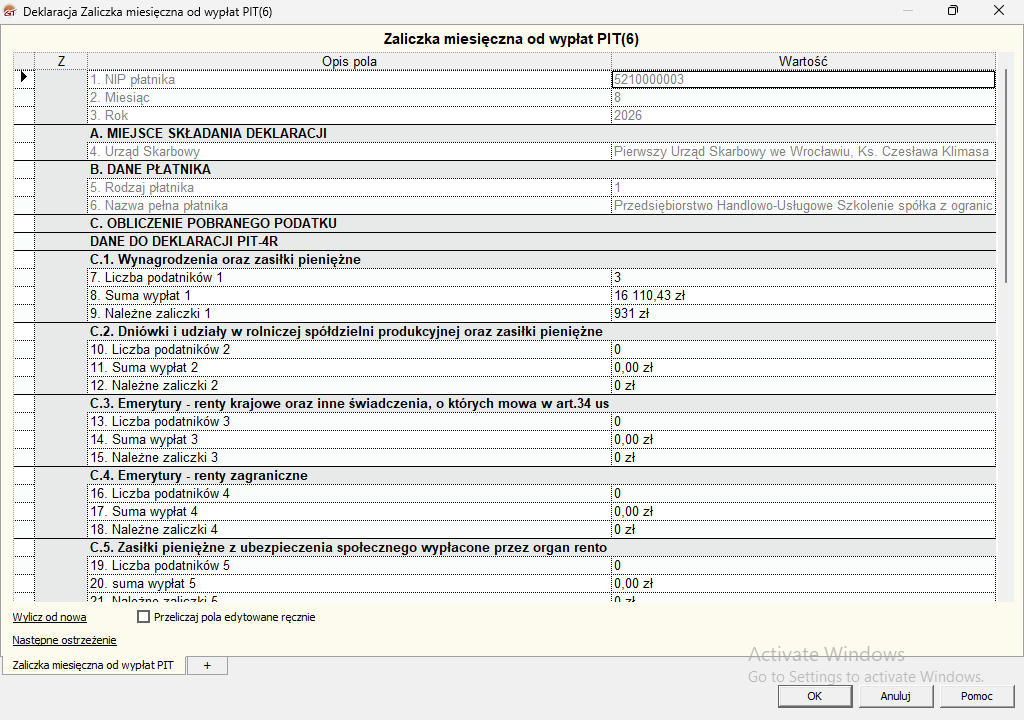 Deklaracja Zaliczka miesięczna od wypłat PIT(6)
Zaliczka miesięczna od wypłat PIT(6)
Z Opis pola Wartość
1. NIP płatnika 5210000003
2. Miesiąc 8
3. Rok 2026
A. MIEJSCE SKŁADANIA DEKLARACJI
4. Urząd Skarbowy Pierwszy Urząd Skarbowy we Wrocławiu, Ks. Czesława Klimasa
B. DANE PŁATNIKA
5. Rodzaj płatnika 1
6. Nazwa pełna płatnika Przedsiębiorstwo Handlowo-Usługowe Szkolenie spółka z ogranic
C. OBLICZENIE POBRANEGO PODATKU
DANE DO DEKLARACJI PIT-4R
C.1. Wynagrodzenia oraz zasiłki pieniężne
7. Liczba podatników 1 3
8. Suma wypłat 1 16 110,43 zł
9. Należne zaliczki 1 931 zł
C.2. Dniówki i udziały w rolniczej spółdzielni produkcyjnej oraz zasiłki pieniężne
10. Liczba podatników 2 0
11. Suma wypłat 2 0,00 zł
12. Należne zaliczki 2 0 zł
C.3. Emerytury - renty krajowe oraz inne świadczenia, o których mowa w art.34 us
13. Liczba podatników 3 0
14. Suma wypłat 3 0,00 zł
15. Należne zaliczki 3 0 zł
C.4. Emerytury - renty zagraniczne
16. Liczba podatników 4 0
17. Suma wypłat 4 0,00 zł
18. Należne zaliczki 4 0 zł
C.5. Zasiłki pieniężne z ubezpieczenia społecznego wypłacone przez organ rento
19. Liczba podatników 5 0
20. suma wypłat 5 0,00 zł
21. Należne zaliczki 5 0 zł
Wylicz od nowa Przeliczaj pola edytowane ręcznie
Następne ostrzeżenie
Zaliczka miesięczna od wypłat PIT +
Activate Windows
Go to Settings to activate Windows.
OK Anuluj Pomoc